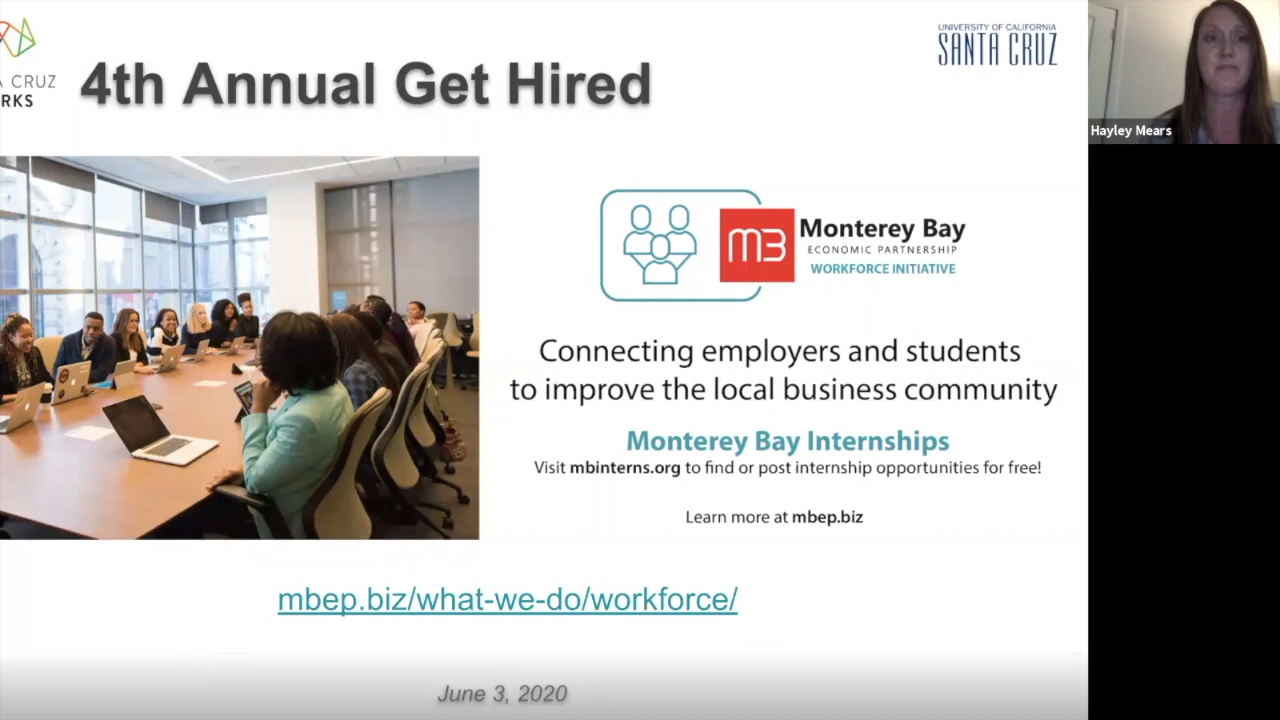 A CRUZ
RKS
4th Annual Get Hired
UNIVERSITY OF CALIFORNIA
SANTA CRUZ
Hayley Mears
Monterey Bay
ECONOMIC PARTNERSHIP
WORKFORCE INITIATIVE
Connecting employers and students
to improve the local business community
Monterey Bay Internships
Visit mbinterns.org to find or post internship opportunities for free!
Learn more at mbep.biz
mbep.biz/what-we-do/workforce/
June 3, 2020